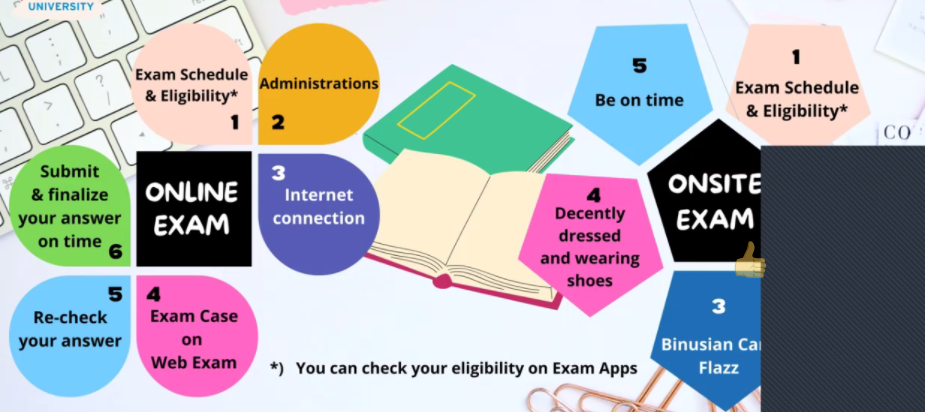 UNIVERSITY
Exam Schedule
& Eligibility*
1
Administrations
2
3
Internet
connection
ONLINE
EXAM
Submit
& finalize
your answer
on time
6
5
Re-check
your answer
4
Exam Case
on
Web Exam
5
Be on time
1
Exam Schedule
& Eligibility*
ONSITE
EXAM
4
Decently
dressed
and wearing
shoes
3
Binusian
Flazz
*) You can check your eligibility on Exam Apps
CO